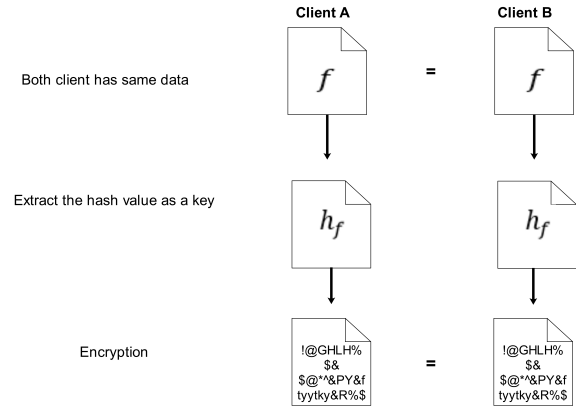 Client A Client B
Both client has same data f = f
Extract the hash value as a key h_f h_f
Encryption
!@GHLH%
$&
$@*^&PY&f
tyytky&R%$
=
!@GHLH%
$&
$@*^&PY&f
tyytky&R%$